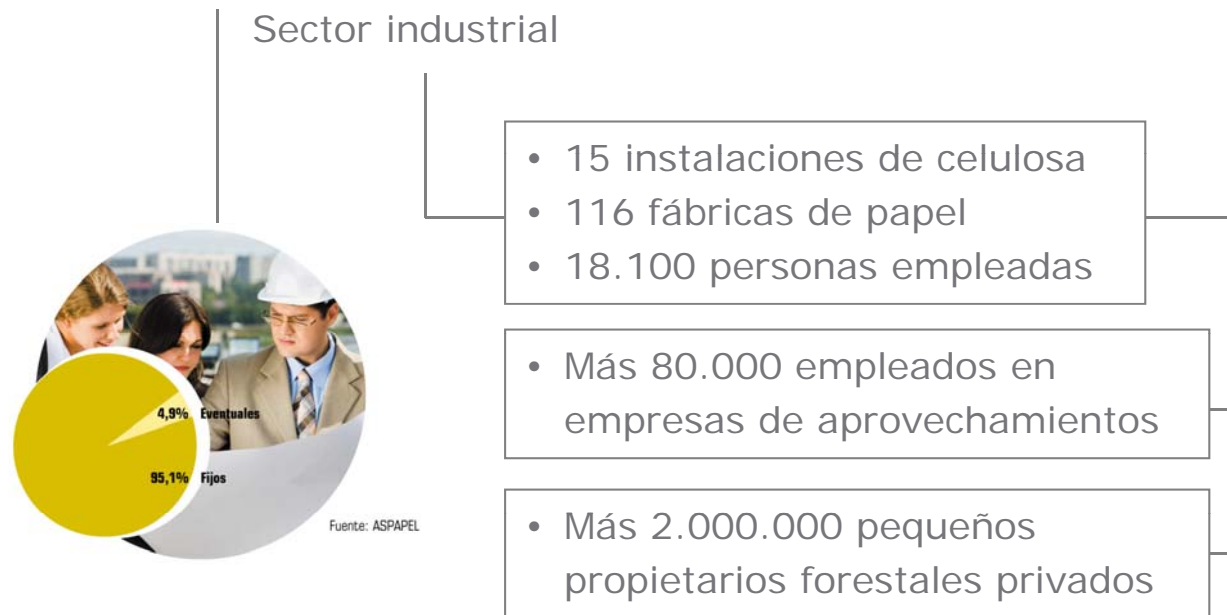 Sector industrial
• 15 instalaciones de celulosa
• 116 fábricas de papel
• 18.100 personas empleadas
• Más 80.000 empleados en
empresas de aprovechamientos
• Más 2.000.000 pequeños
propietarios forestales privados
4,9% Eventuales
95,1% Fijos
Fuente: ASPAPEL